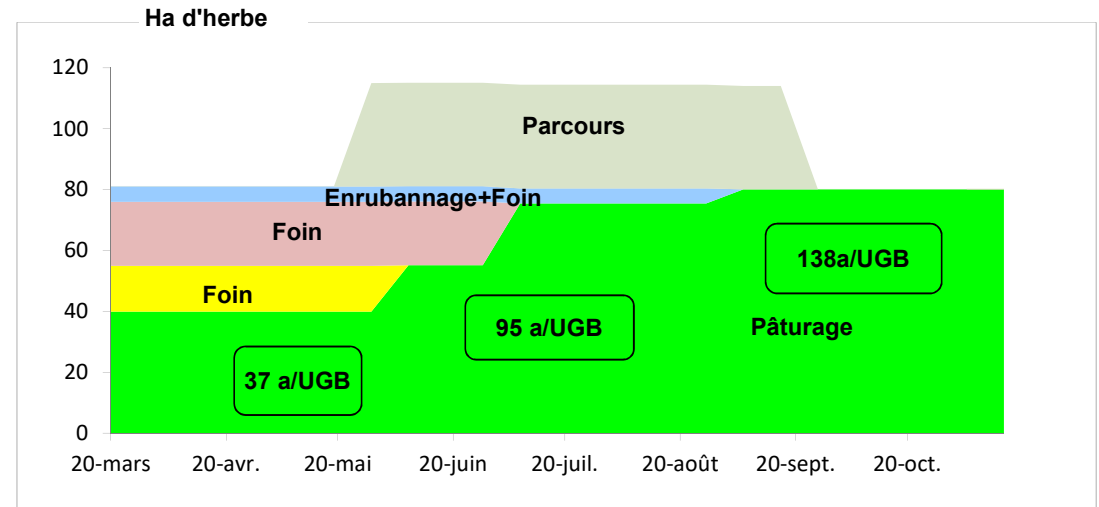 Ha d'herbe
120
100
80
60
40
20
0
Parcours
Enrubannage+Foin
Foin
Foin
37 a/UGB
95 a/UGB
138a/UGB
Pâturage
20-mars 20-avr. 20-mai 20-juin 20-juil. 20-août 20-sept. 20-oct.